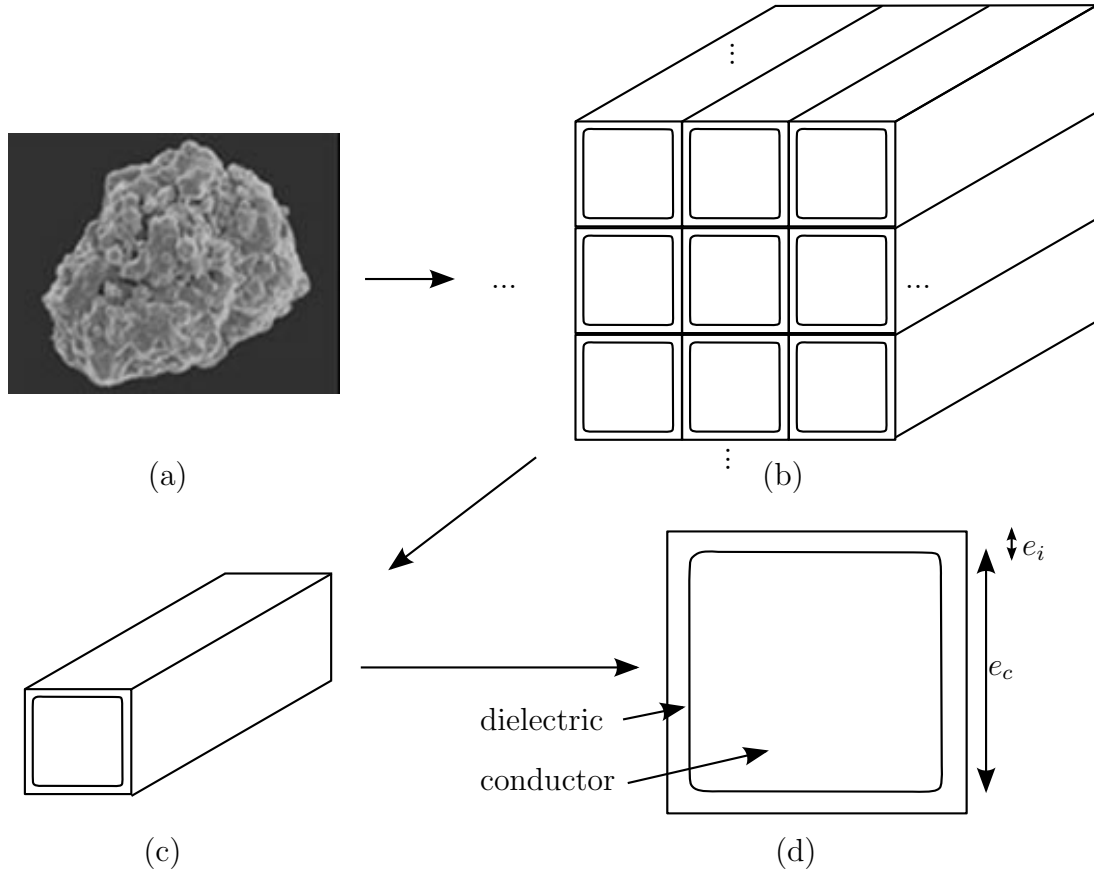 ⋮
...
...
(a)
⋮
(b)
e_i
e_c
dielectric
conductor
(c)
(d)